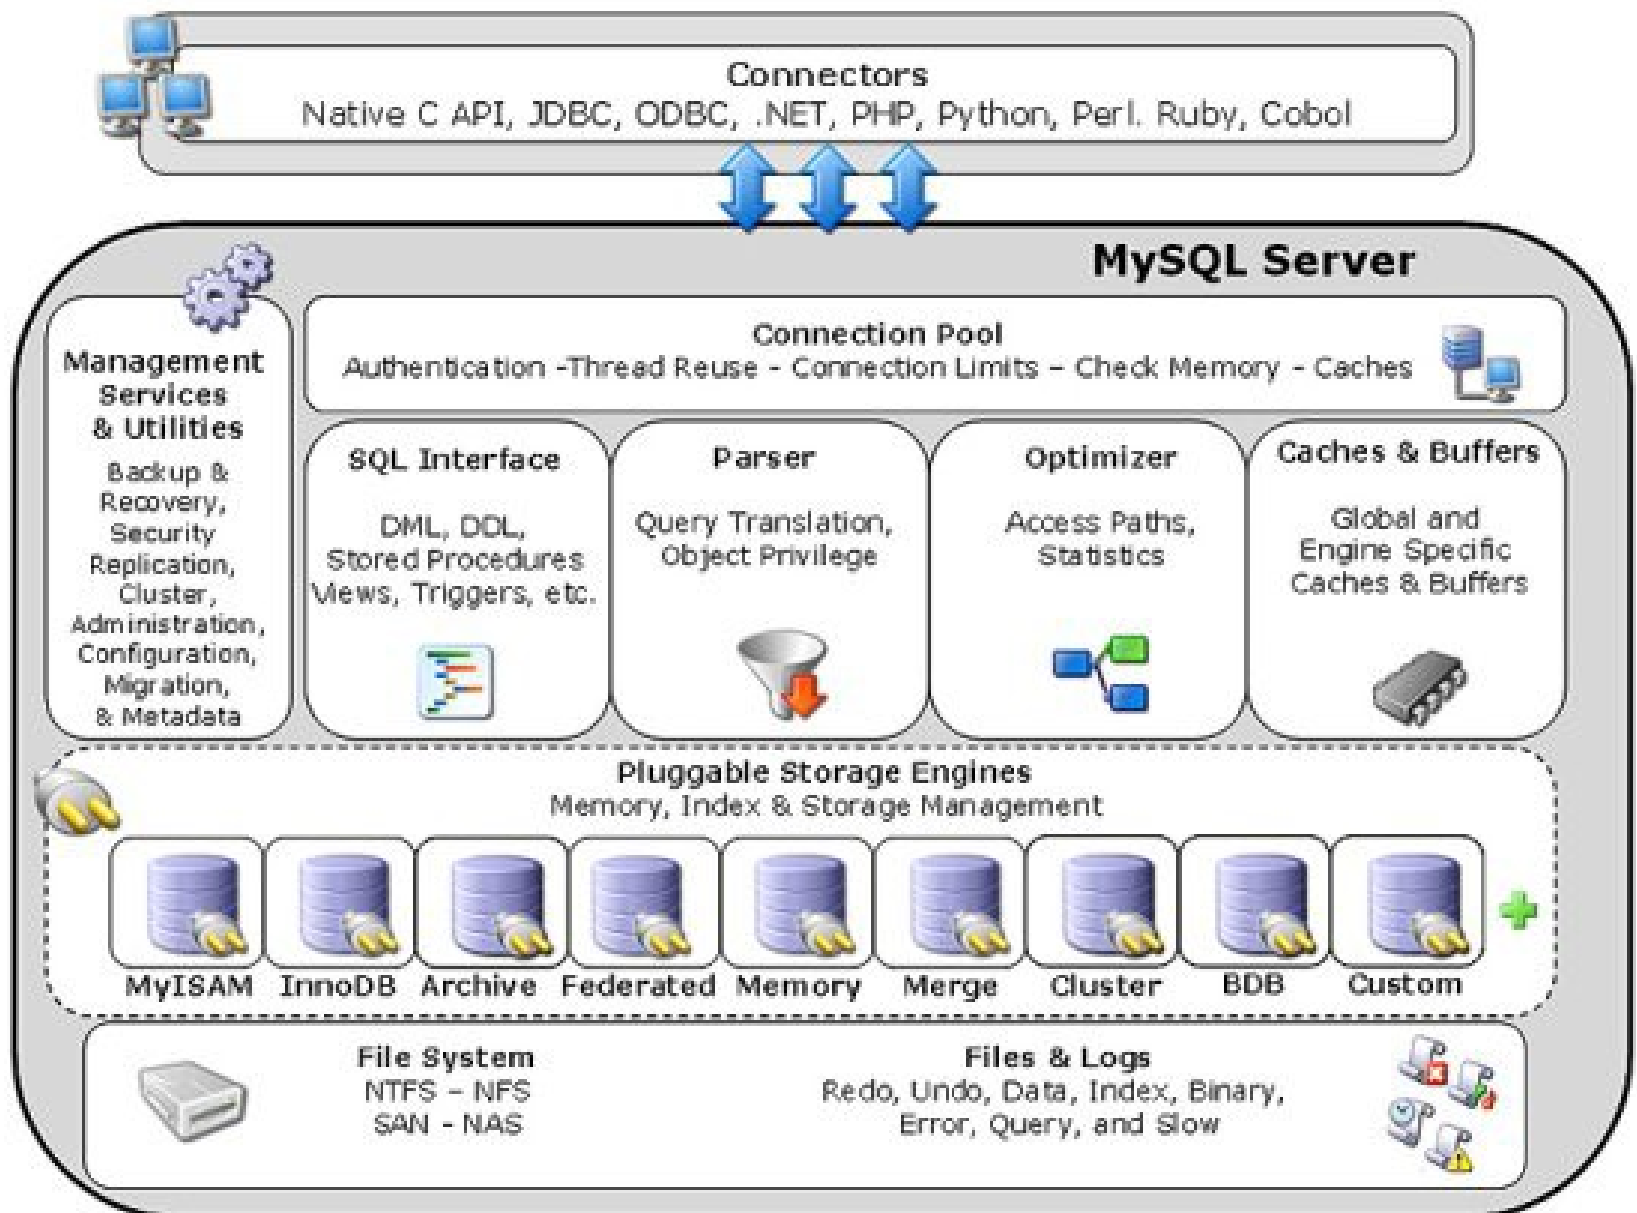 Connectors
Native C API, JDBC, ODBC, .NET, PHP, Python, Perl. Ruby, Cobol
MySQL Server
Management
Services
& Utilities
Backup &
Recovery,
Security
Replication,
Cluster,
Administration,
Configuration,
Migration,
& Metadata
Connection Pool
Authentication -Thread Reuse - Connection Limits – Check Memory - Caches
SQL Interface
DML, DDL,
Stored Procedures
Views, Triggers, etc.
Parser
Query Translation,
Object Privilege
Optimizer
Access Paths,
Statistics
Caches & Buffers
Global and
Engine Specific
Caches & Buffers
Pluggable Storage Engines
Memory, Index & Storage Management
MyISAM
InnoDB
Archive
Federated
Memory
Merge
Cluster
BDB
Custom
File System
NTFS – NFS
SAN - NAS
Files & Logs
Redo, Undo, Data, Index, Binary,
Error, Query, and Slow